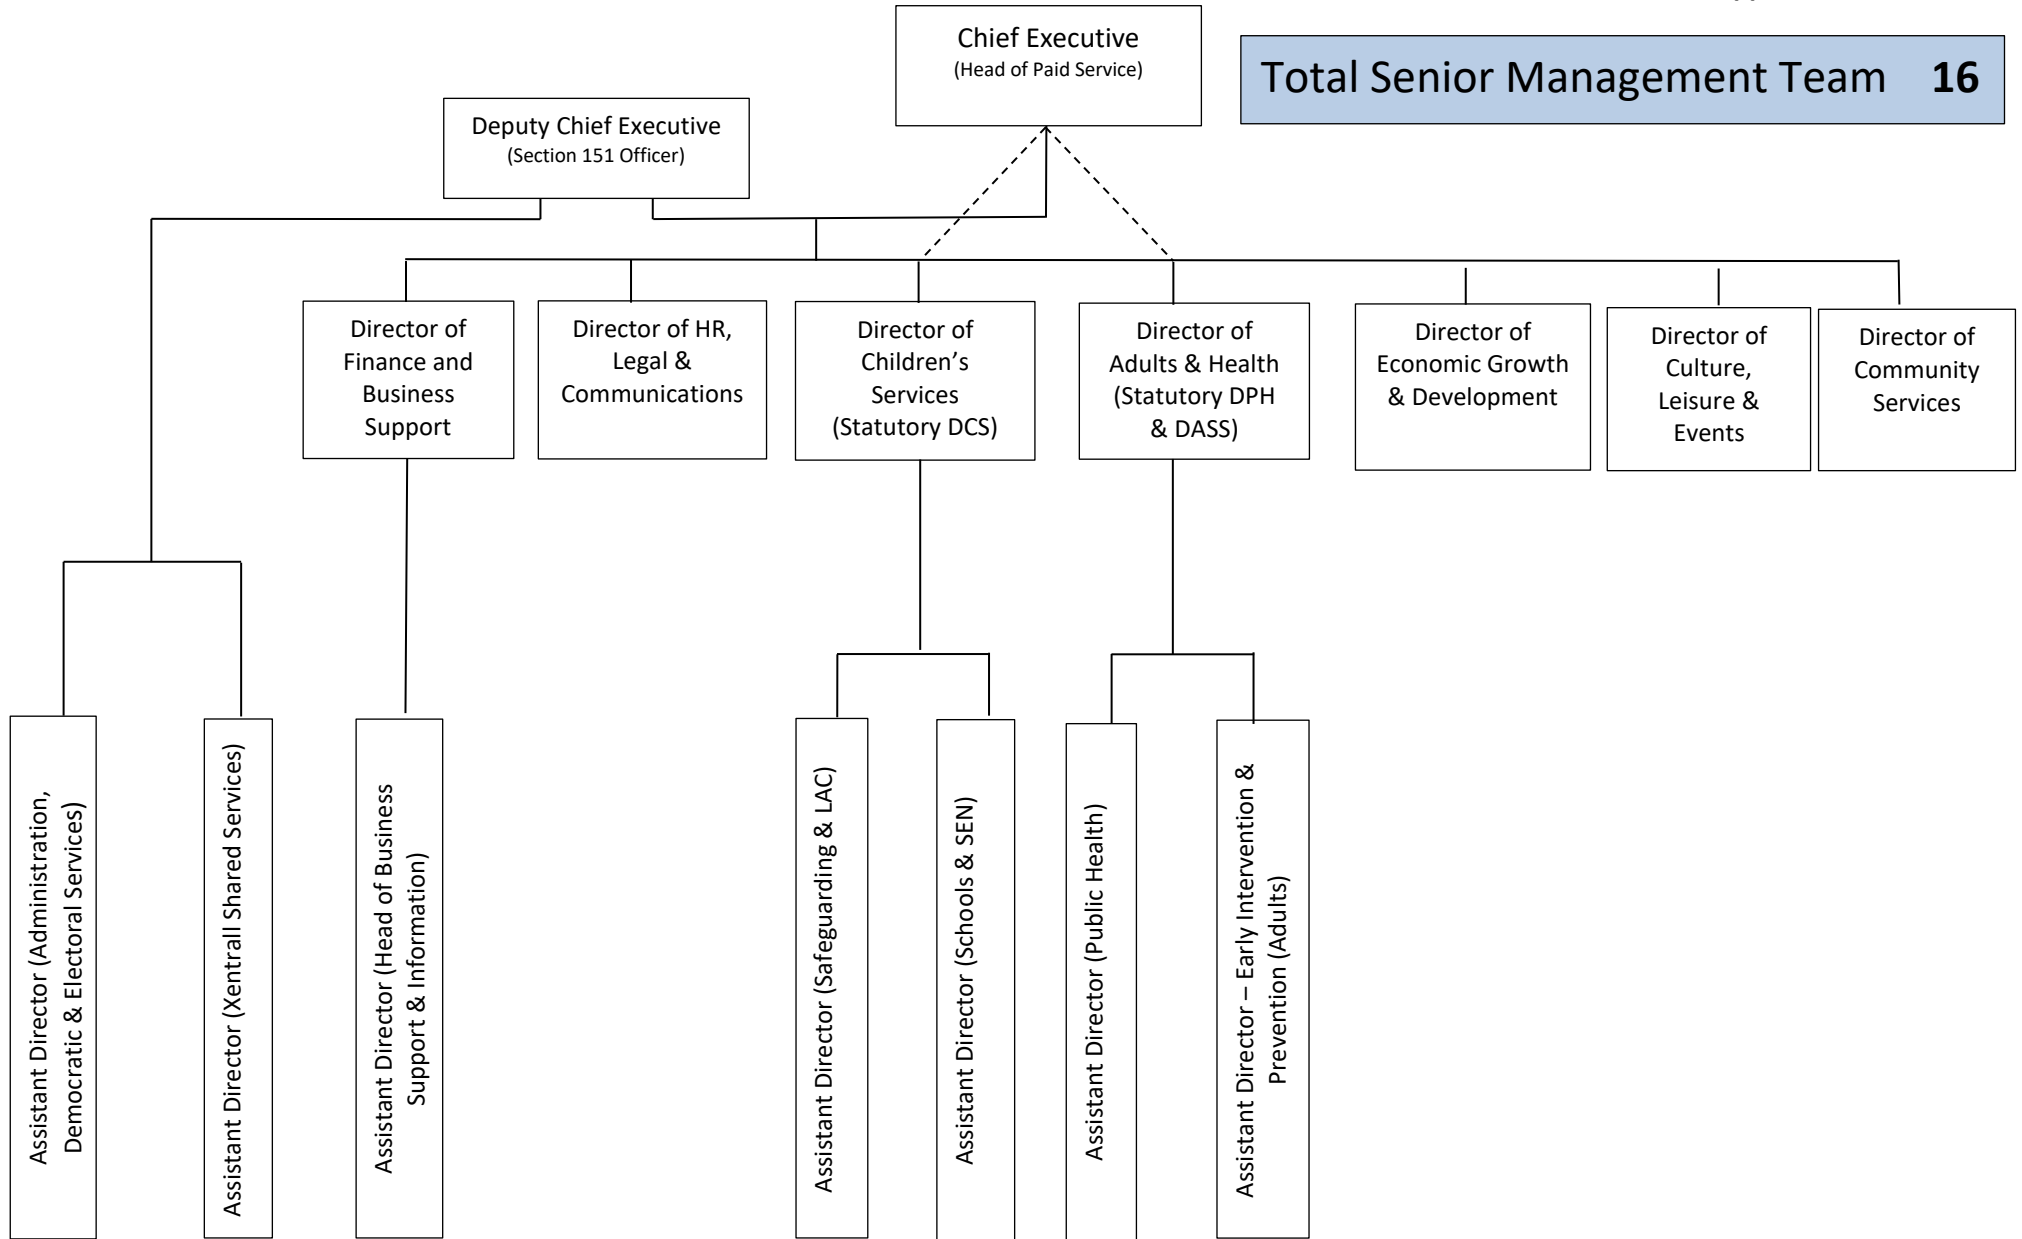 Chief Executive
(Head of Paid Service)
Total Senior Management Team 16
Deputy Chief Executive
(Section 151 Officer)
Director of
Finance and
Business
Support
Director of HR,
Legal &
Communications
Director of
Children’s
Services
(Statutory DCS)
Director of
Adults & Health
(Statutory DPH
& DASS)
Director of
Economic Growth
& Development
Director of
Culture,
Leisure &
Events
Director of
Community
Services
Assistant Director (Administration,
Democratic & Electoral Services)
Assistant Director (Xentrall Shared Services)
Assistant Director (Head of Business
Support & Information)
Assistant Director (Safeguarding & LAC)
Assistant Director (Schools & SEN)
Assistant Director (Public Health)
Assistant Director – Early Intervention &
Prevention (Adults)